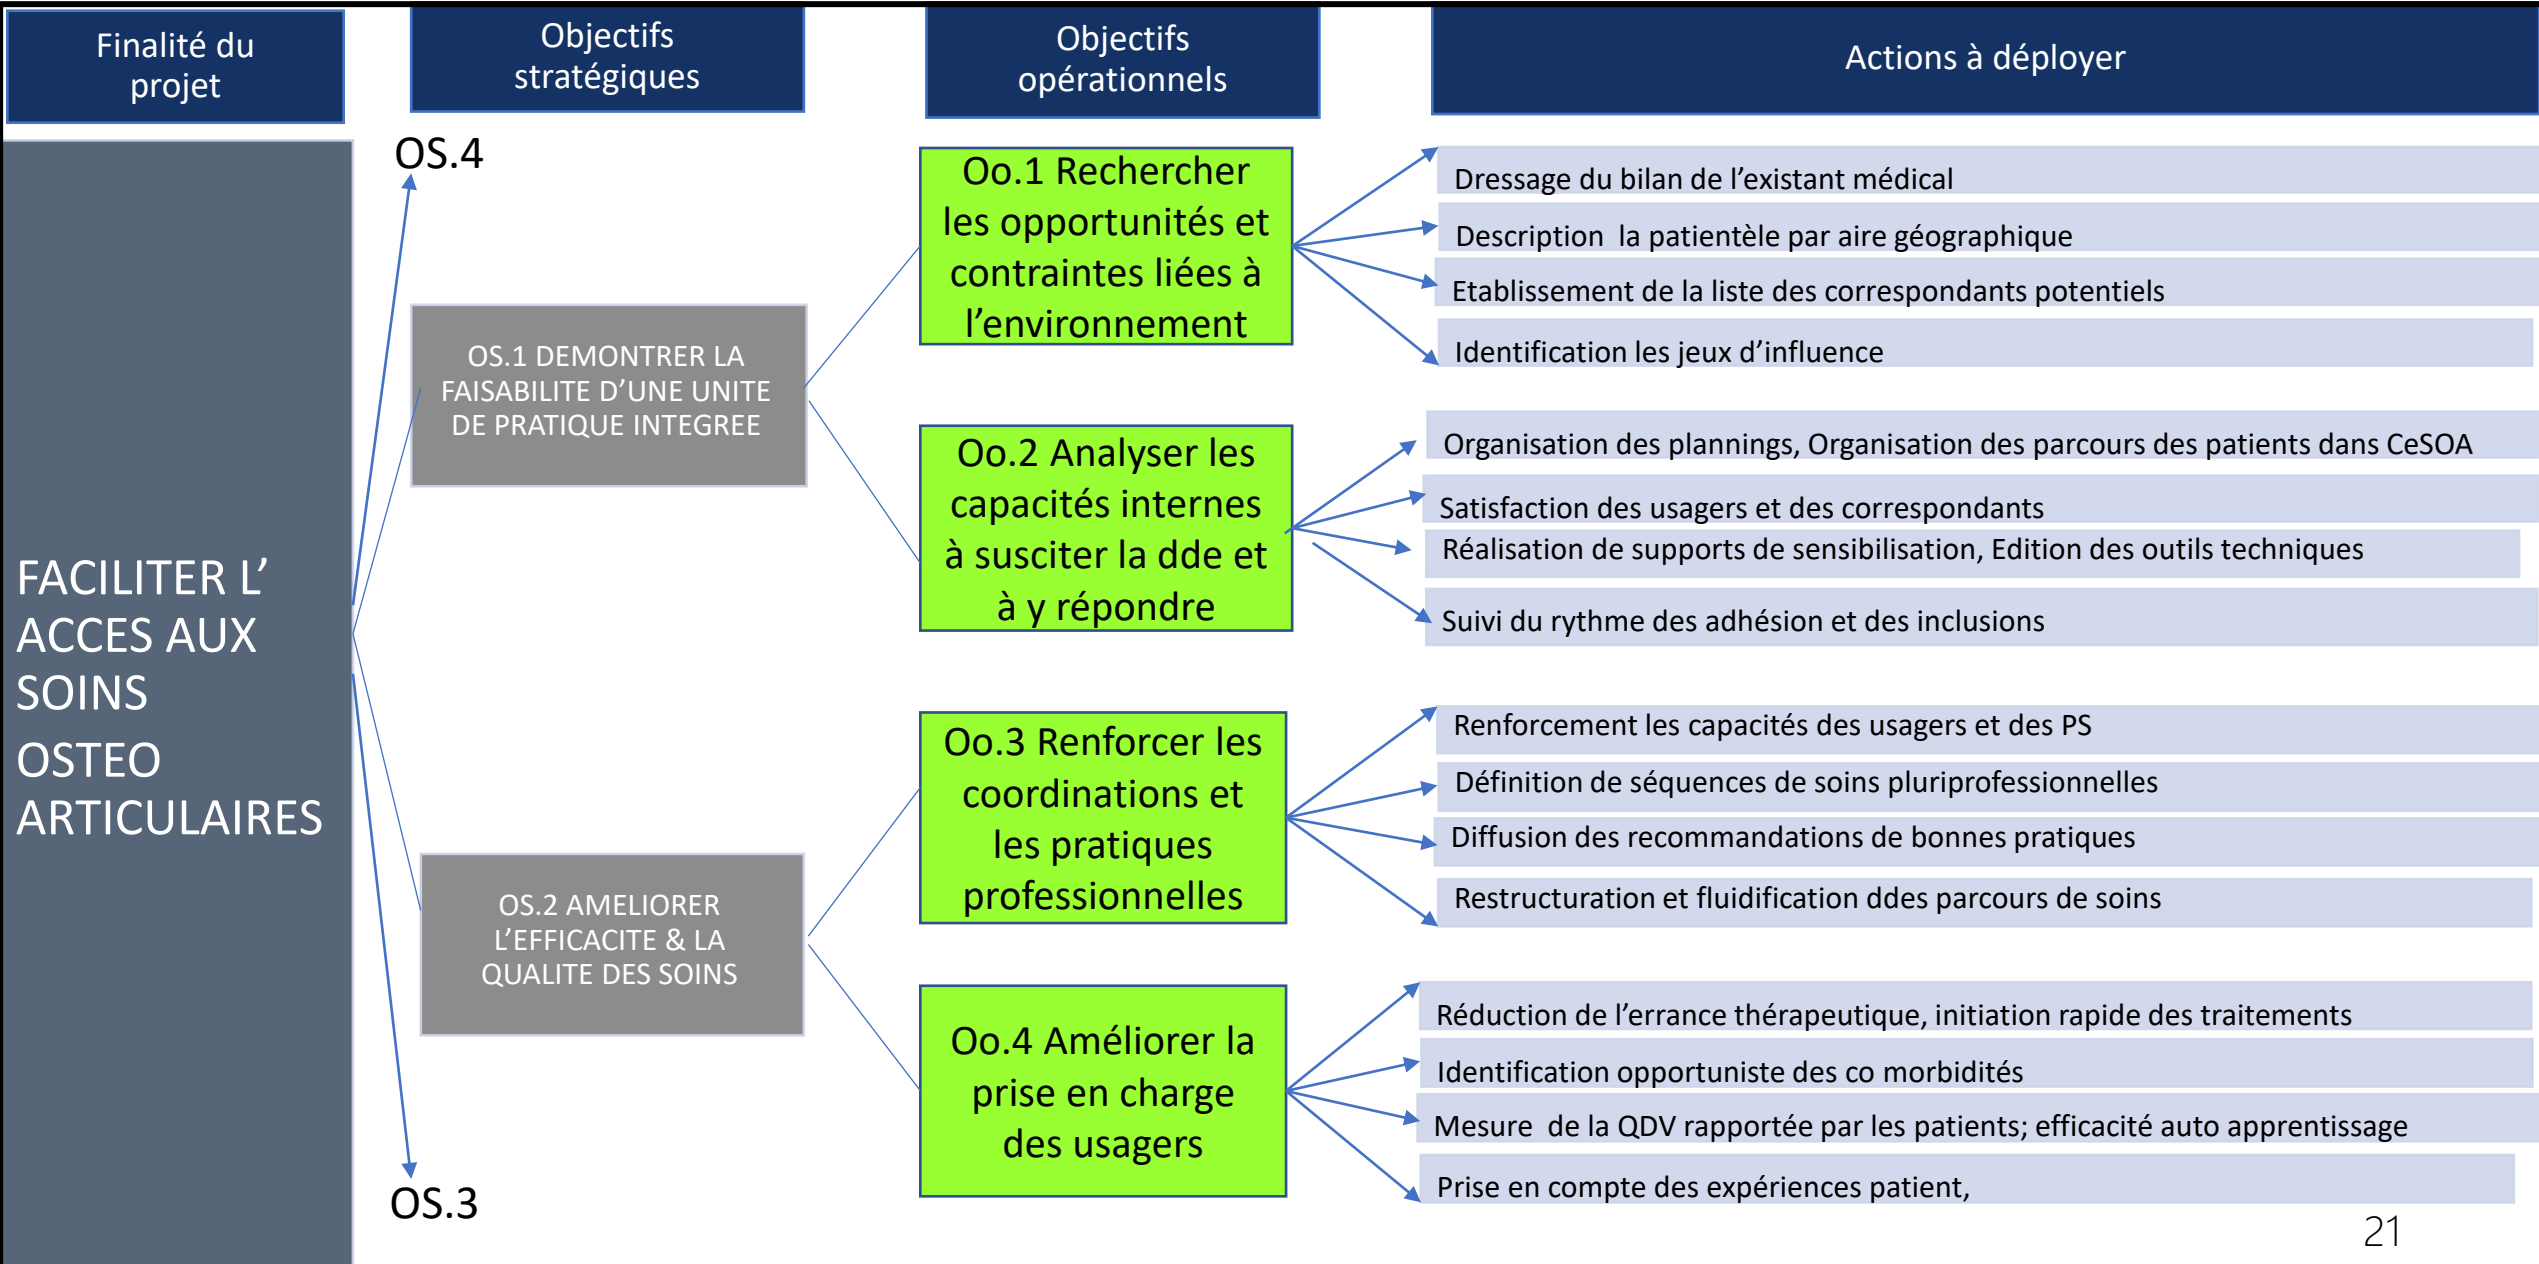 Finalité du
projet
Objectifs
stratégiques
Objectifs
opérationnels
Actions à déployer
FACILITER L’
ACCES AUX
SOINS
OSTEO
ARTICULAIRES
OS.4
OS.1 DEMONTRER LA
FAISABILITE D’UNE UNITE
DE PRATIQUE INTEGREE
OS.2 AMELIORER
L’EFFICACITE & LA
QUALITE DES SOINS
OS.3
Oo.1 Rechercher
les opportunités et
contraintes liées à
l’environnement
Dressage du bilan de l’existant médical
Description  la patientèle par aire géographique
Etablissement de la liste des correspondants potentiels
Identification les jeux d’influence
Oo.2 Analyser les
capacités internes
à susciter la dde et
à y répondre
Organisation des plannings, Organisation des parcours des patients dans CeSOA
Satisfaction des usagers et des correspondants
Réalisation de supports de sensibilisation, Edition des outils techniques
Suivi du rythme des adhésion et des inclusions
Oo.3 Renforcer les
coordinations et
les pratiques
professionnelles
Renforcement les capacités des usagers et des PS
Définition de séquences de soins pluriprofessionnelles
Diffusion des recommandations de bonnes pratiques
Restructuration et fluidification ddes parcours de soins
Oo.4 Améliorer la
prise en charge
des usagers
Réduction de l’errance thérapeutique, initiation rapide des traitements
Identification opportuniste des co morbidités
Mesure  de la QDV rapportée par les patients; efficacité auto apprentissage
Prise en compte des expériences patient,
21